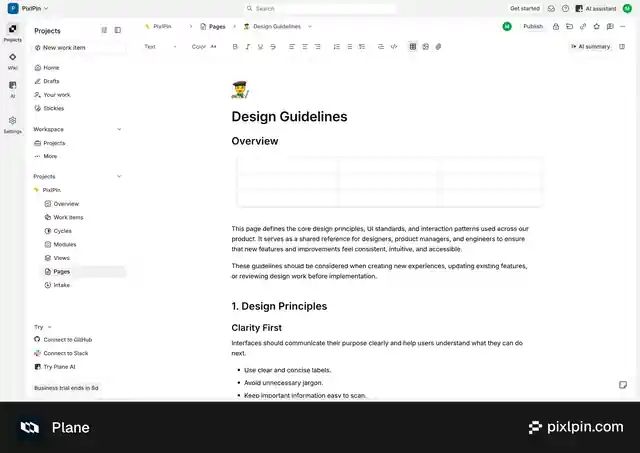 PixlPin
Search
Get started
AI assistant
M
Projects
Wiki
AI
Settings
Projects
New work item
Home
Drafts
Your work
Stickies
Workspace
Projects
More
Projects
PixlPin
Overview
Work items
Cycles
Modules
Views
Pages
Intake
Try
Connect to GitHub
Connect to Slack
Try Plane AI
Business trial ends in 8d
PixlPin > Pages > Design Guidelines
M Publish
Text Color Aa B I U S AI summary
Design Guidelines
Overview
This page defines the core design principles, UI standards, and interaction patterns used across our
product. It serves as a shared reference for designers, product managers, and engineers to ensure
that new features and improvements feel consistent, intuitive, and accessible.
These guidelines should be considered when creating new experiences, updating existing features,
or reviewing design work before implementation.
1. Design Principles
Clarity First
Interfaces should communicate their purpose clearly and help users understand what they can do
next.
• Use clear and concise labels.
• Avoid unnecessary jargon.
• Keep important information easy to scan.
Plane
pixlpin.com